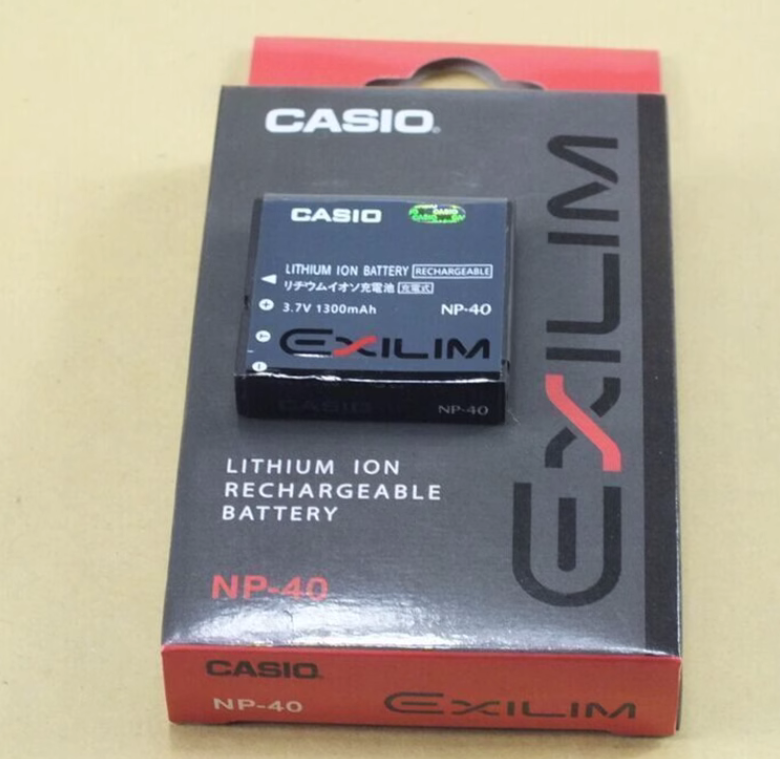 CASIO
CASIO
LITHIUM ION BATTERY RECHARGEABLE
リチウムイオン充電池 充電式
3.7V 1300mAh NP-40
EXILIM
CASIO NP-40
EXILIM
LITHIUM ION
RECHARGEABLE
BATTERY
NP-40
CASIO
NP-40 EXILIM